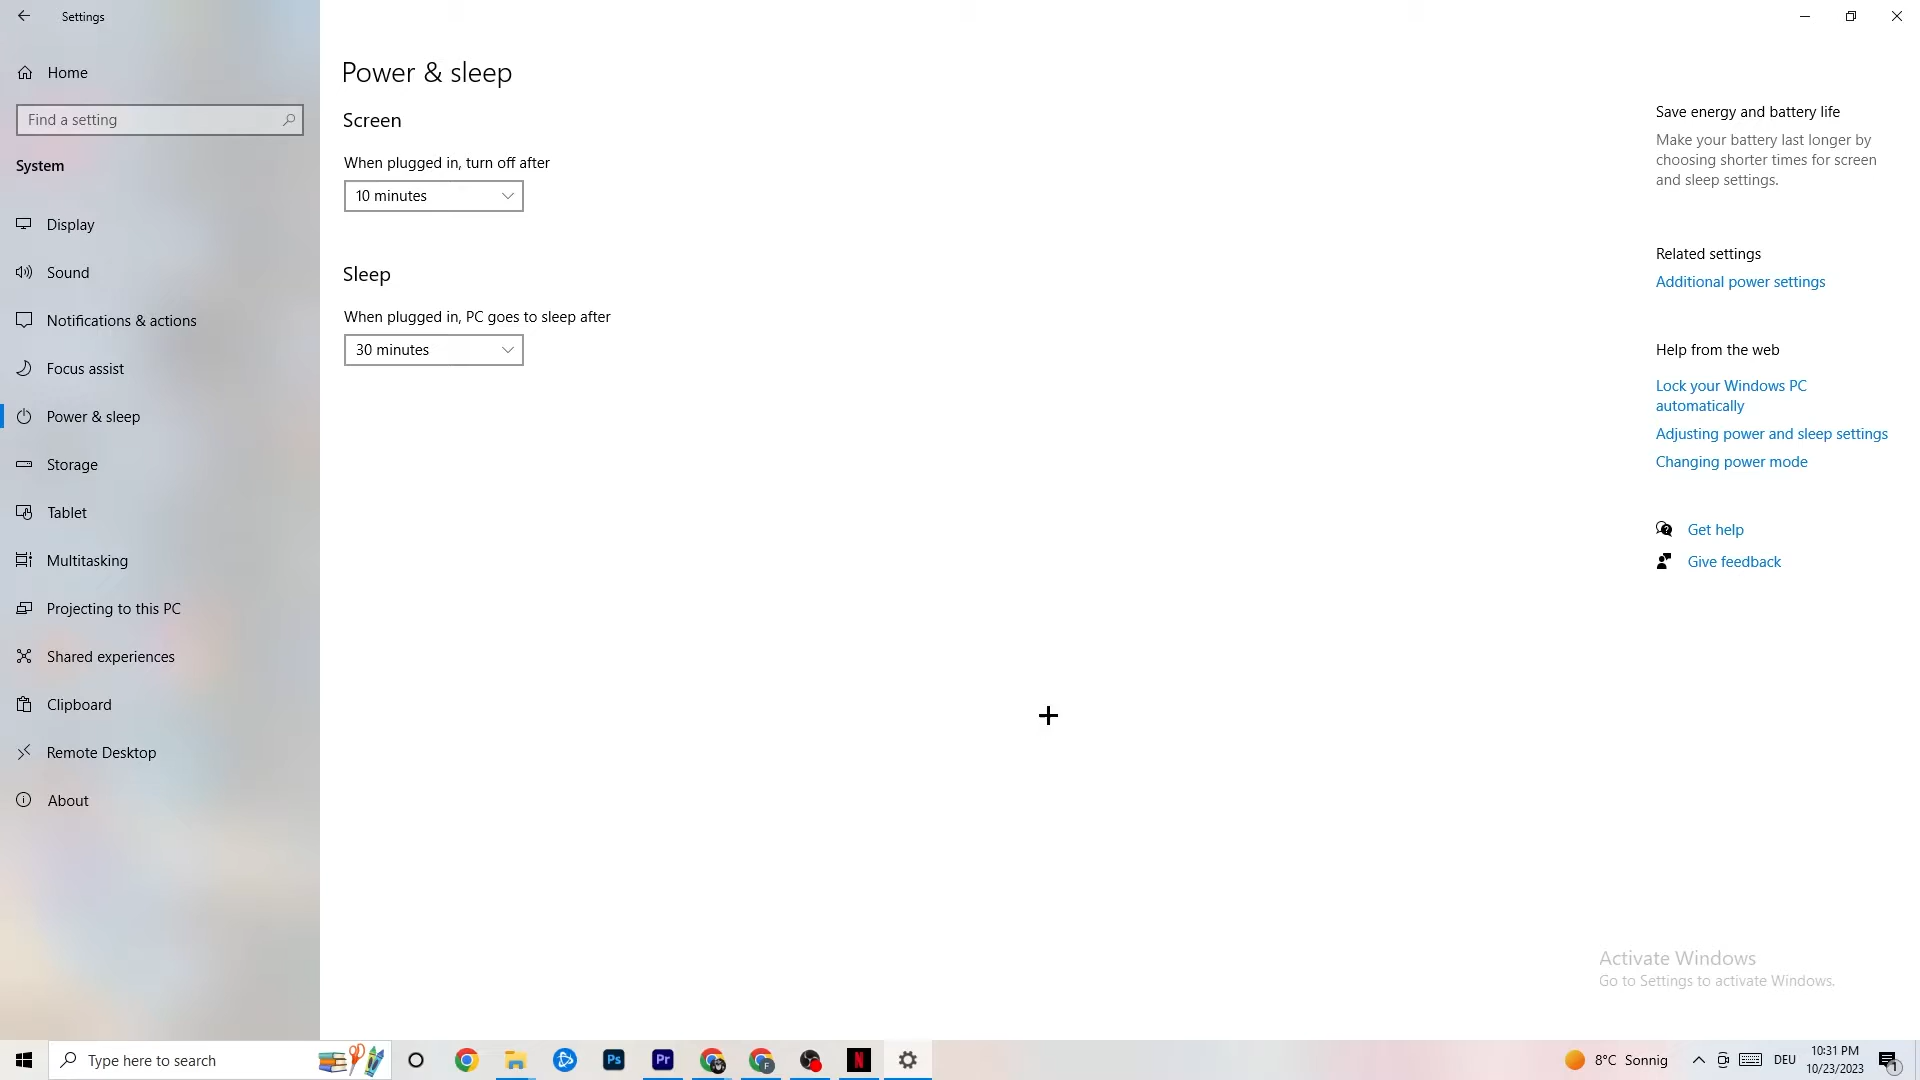 Settings
Home
Find a setting
System
Display
Sound
Notifications & actions
Focus assist
Power & sleep
Storage
Tablet
Multitasking
Projecting to this PC
Shared experiences
Clipboard
Remote Desktop
About
Power & sleep
Screen
When plugged in, turn off after
10 minutes
Sleep
When plugged in, PC goes to sleep after
30 minutes
Save energy and battery life
Make your battery last longer by
choosing shorter times for screen
and sleep settings.
Related settings
Additional power settings
Help from the web
Lock your Windows PC
automatically
Adjusting power and sleep settings
Changing power mode
Get help
Give feedback
Activate Windows
Go to Settings to activate Windows.
Type here to search
Ps
Pr
F
N
8°C Sonnig
DEU
10:31 PM
10/23/2023
1